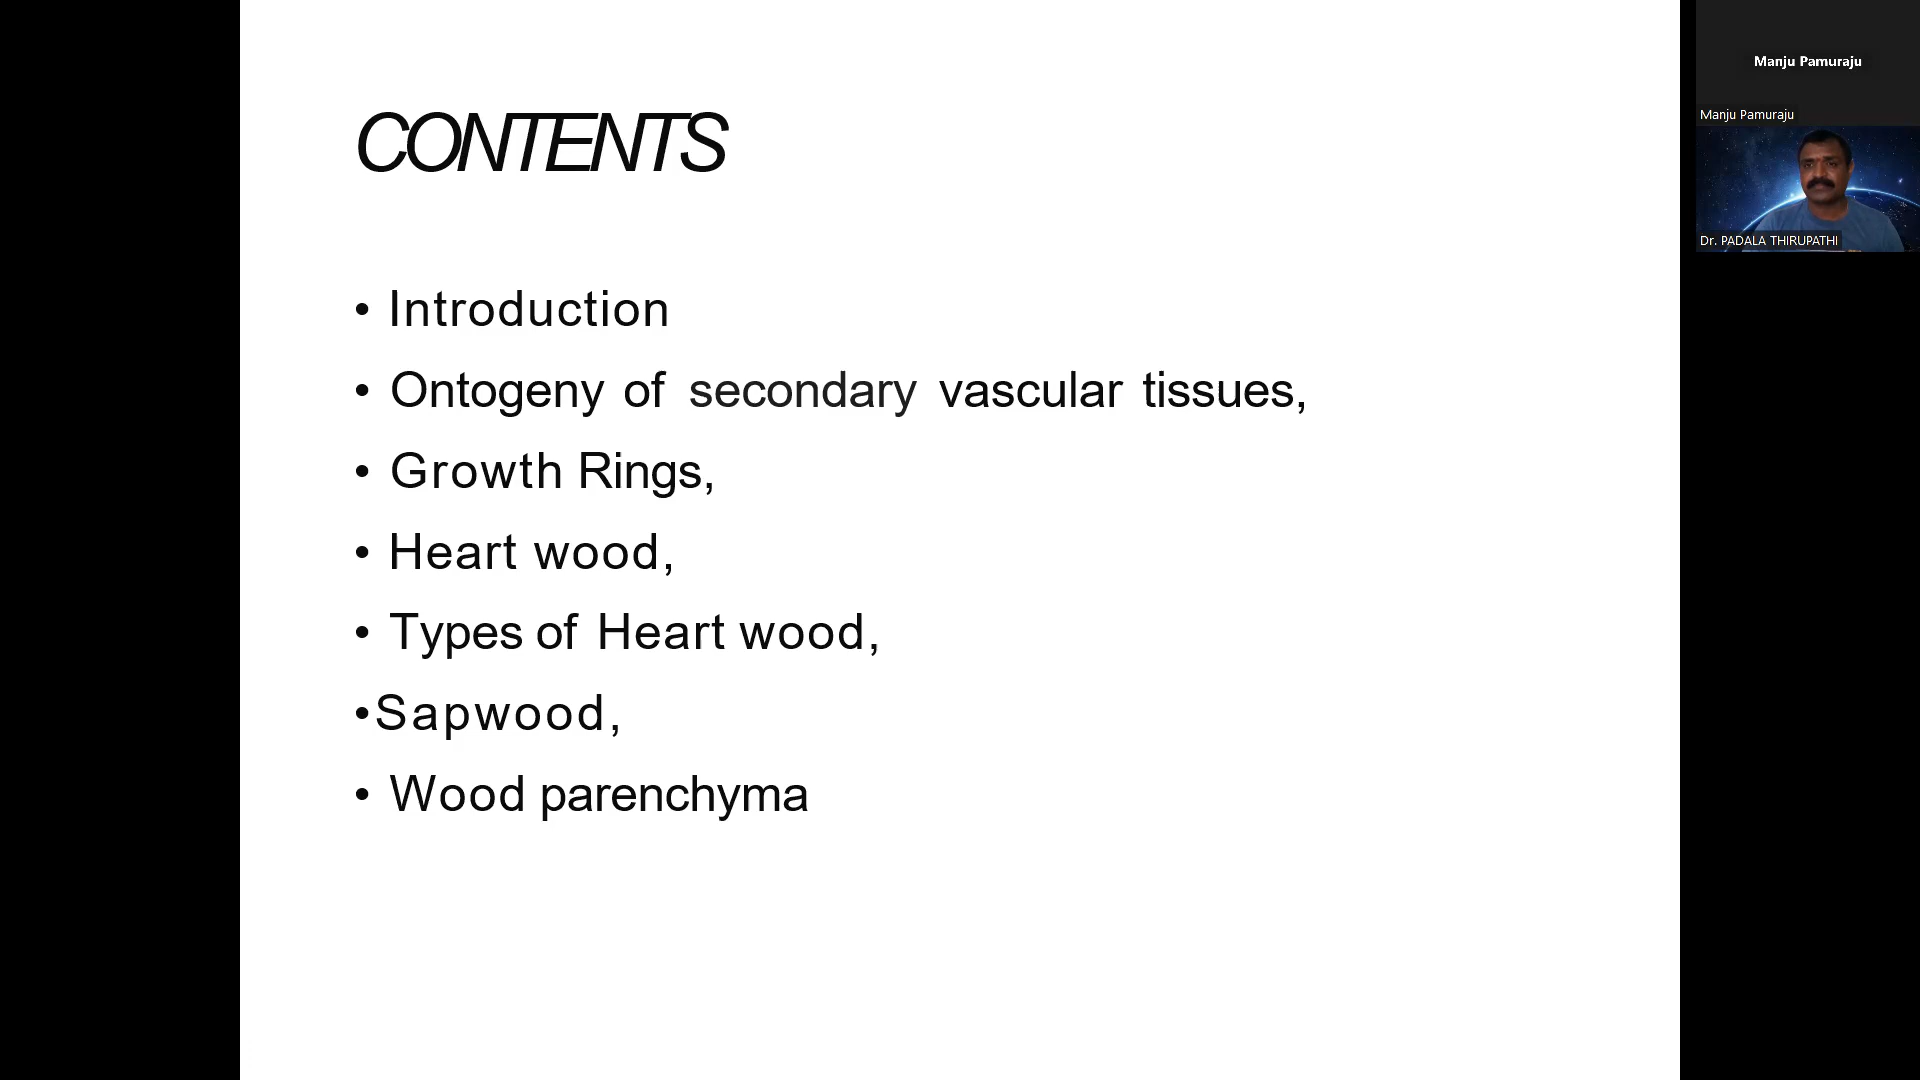 CONTENTS
• Introduction
• Ontogeny of secondary vascular tissues,
• Growth Rings,
• Heart wood,
• Types of Heart wood,
•Sapwood,
• Wood parenchyma
Manju Pamuraju
Manju Pamuraju
Dr. PADALA THIRUPATHI